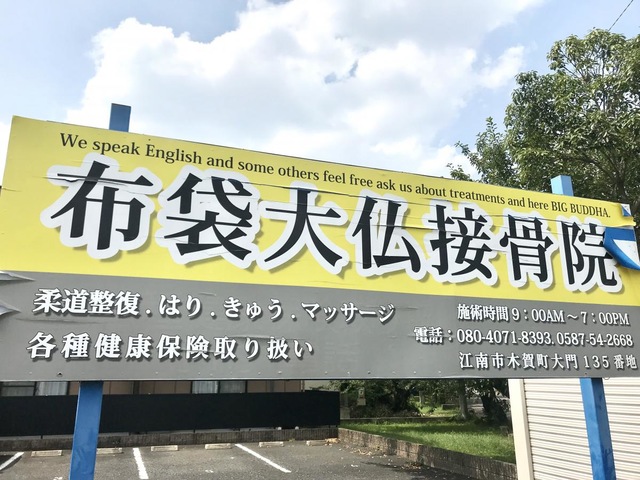 We speak English and some others feel free ask us about treatments and here BIG BUDDHA.
布袋大仏接骨院
柔道整復.はり.きゅう.マッサージ
各種健康保険取り扱い
施術時間 9：00AM～7：00PM
電話：080-4071-8393. 0587-54-2668
江南市木賀町大門135番地